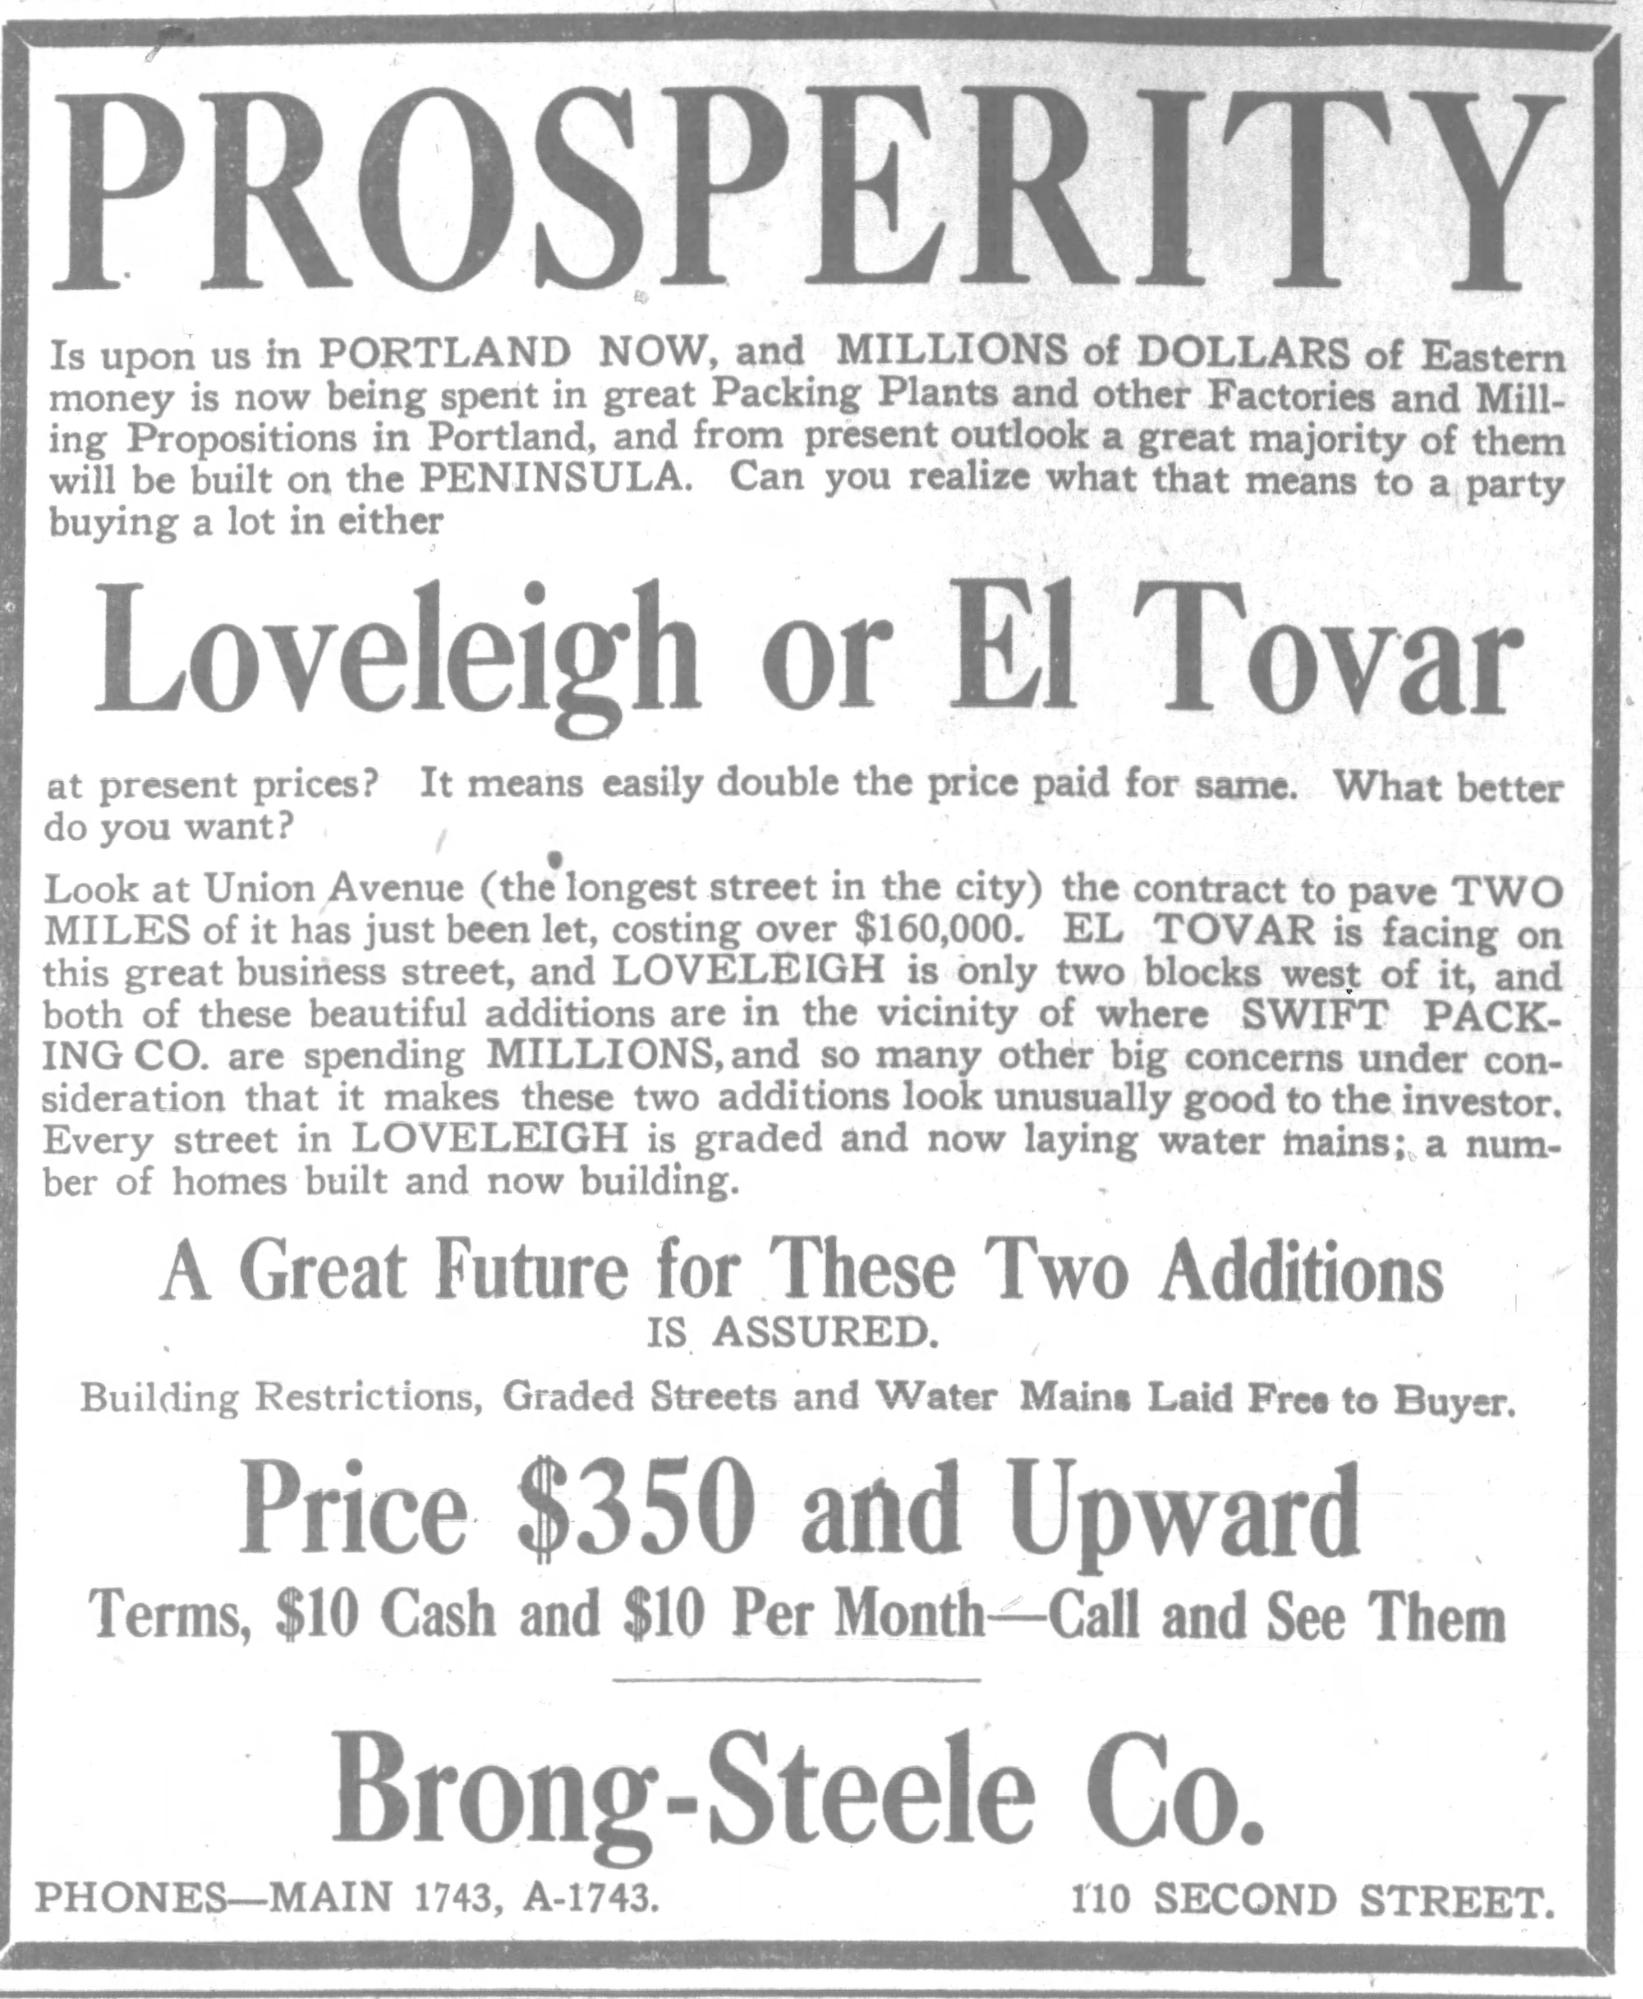 PROSPERITY
Is upon us in PORTLAND NOW, and MILLIONS of DOLLARS of Eastern
money is now being spent in great Packing Plants and other Factories and Mill-
ing Propositions in Portland, and from present outlook a great majority of them
will be built on the PENINSULA. Can you realize what that means to a party
buying a lot in either
Loveleigh or El Tovar
at present prices? It means easily double the price paid for same. What better
do you want?
Look at Union Avenue (the longest street in the city) the contract to pave TWO
MILES of it has just been let, costing over $160,000. EL TOVAR is facing on
this great business street, and LOVELEIGH is only two blocks west of it, and
both of these beautiful additions are in the vicinity of where SWIFT PACK-
ING CO. are spending MILLIONS, and so many other big concerns under con-
sideration that it makes these two additions look unusually good to the investor.
Every street in LOVELEIGH is graded and now laying water mains; a num-
ber of homes built and now building.
A Great Future for These Two Additions
IS ASSURED.
Building Restrictions, Graded Streets and Water Mains Laid Free to Buyer.
Price $350 and Upward
Terms, $10 Cash and $10 Per Month—Call and See Them
Brong-Steele Co.
PHONES—MAIN 1743, A-1743. 110 SECOND STREET.